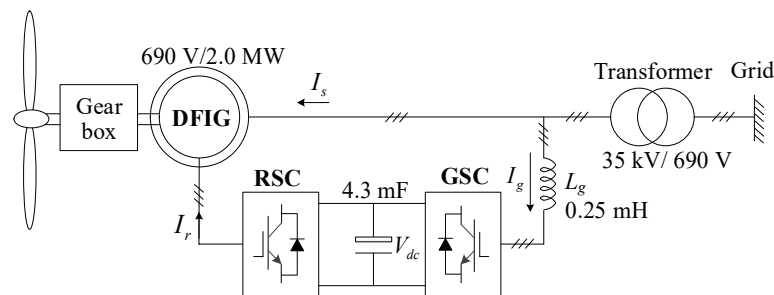 690 V/2.0 MW
Gear
box
DFIG
I_s
Transformer
Grid
35 kV/ 690 V
RSC
4.3 mF
GSC
I_g
L_g
0.25 mH
I_r
V_dc